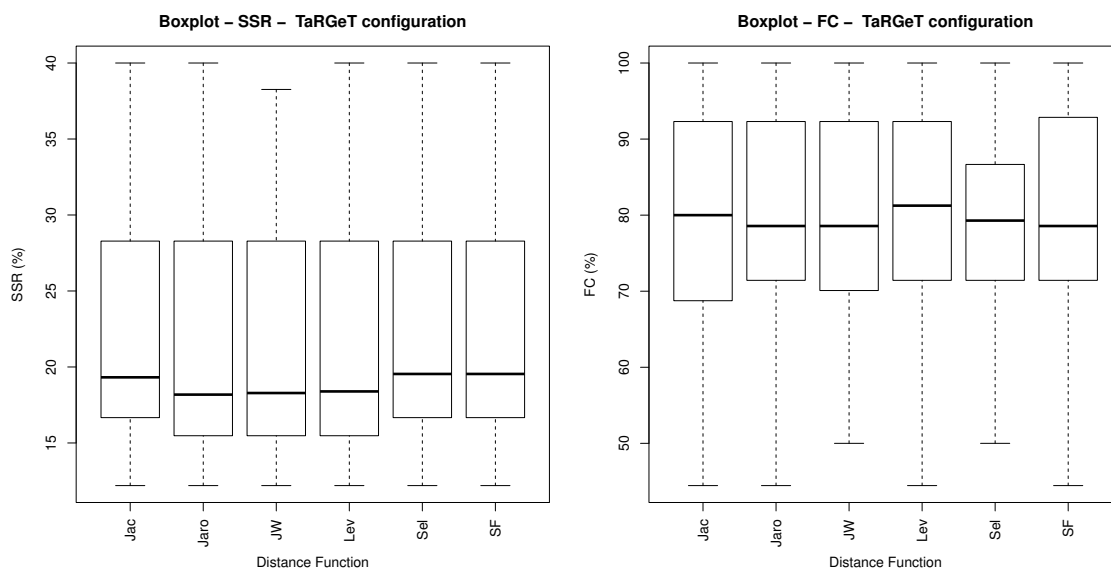 Boxplot – SSR – TaRGeT configuration
SSR (%)
40
35
30
25
20
15
Jac
Jaro
JW
Lev
Sel
SF
Distance Function
Boxplot – FC – TaRGeT configuration
FC (%)
100
90
80
70
60
50
Jac
Jaro
JW
Lev
Sel
SF
Distance Function